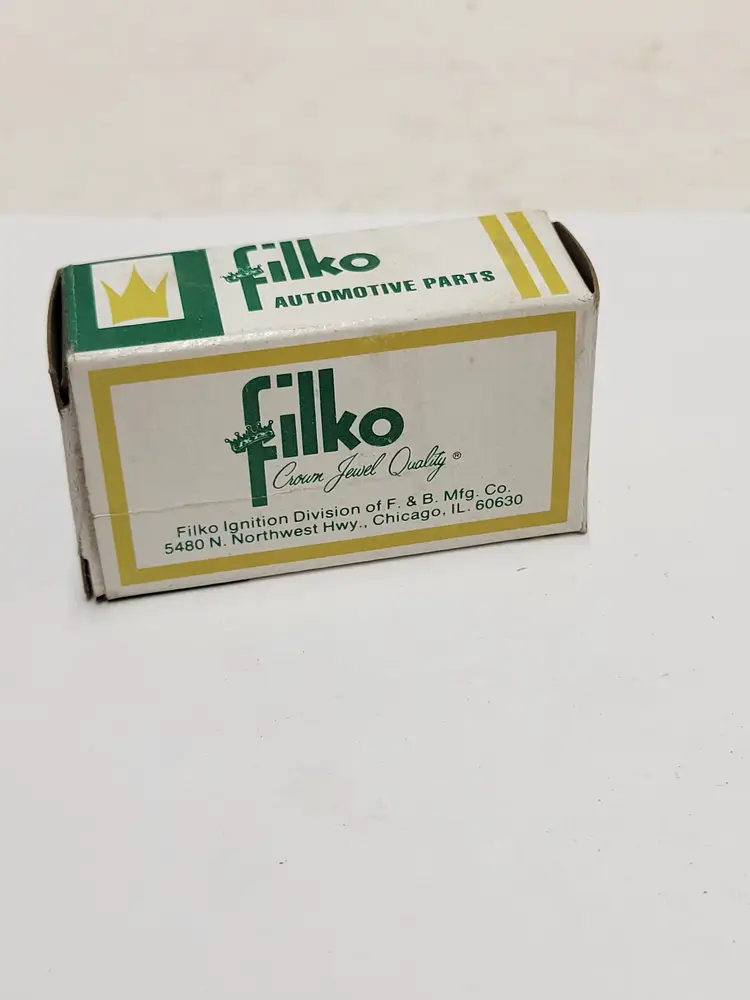 filko
AUTOMOTIVE PARTS
filko
Crown Jewel Quality ®
Filko Ignition Division of F. & B. Mfg. Co.
5480 N. Northwest Hwy., Chicago, IL. 60630